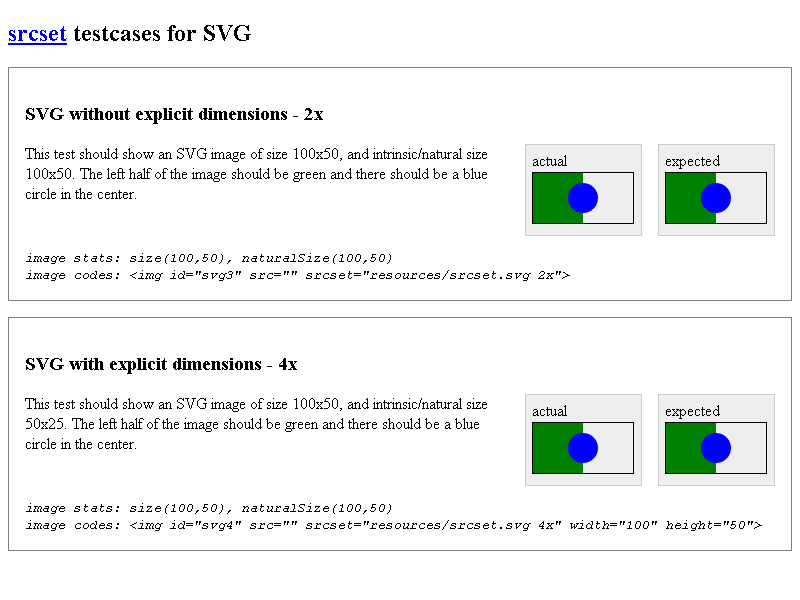 srcset testcases for SVG
SVG without explicit dimensions - 2x
This test should show an SVG image of size 100x50, and intrinsic/natural size
100x50. The left half of the image should be green and there should be a blue
circle in the center.
actual
expected
image stats: size(100,50), naturalSize(100,50)
image codes: <img id="svg3" src="" srcset="resources/srcset.svg 2x">
SVG with explicit dimensions - 4x
This test should show an SVG image of size 100x50, and intrinsic/natural size
50x25. The left half of the image should be green and there should be a blue
circle in the center.
actual
expected
image stats: size(100,50), naturalSize(100,50)
image codes: <img id="svg4" src="" srcset="resources/srcset.svg 4x" width="100" height="50">